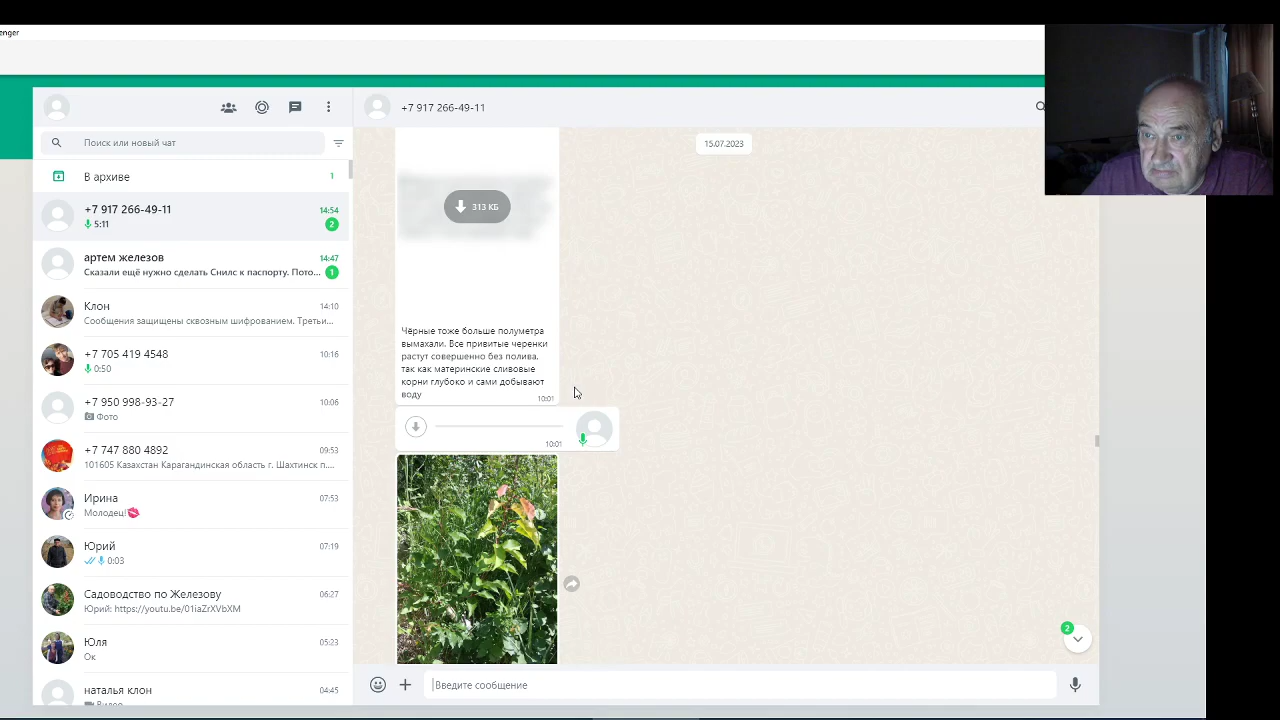 enger
+7 917 266-49-11
Поиск или новый чат
В архиве
1
+7 917 266-49-11
14:54
5:11
2
артем железов
14:47
Сказали ещё нужно сделать Снилс к паспорту. Пото...
1
Клон
14:10
Сообщения защищены сквозным шифрованием. Третьи...
+7 705 419 4548
10:16
0:50
+7 950 998-93-27
10:06
Фото
+7 747 880 4892
09:53
101605 Казахстан Карагандинская область г. Шахтинск п....
Ирина
07:53
Молодец!💋
Юрий
07:19
0:03
Садоводство по Железову
06:27
Юрий: https://youtu.be/01iaZrXVbXM
Юля
05:23
Ок
наталья клон
04:45
Видео
15.07.2023
313 КБ
Чёрные тоже больше полуметра
вымахали. Все привитые черенки
растут совершенно без полива,
так как материнские сливовые
корни глубоко и сами добывают
воду
10:01
10:01
2
Введите сообщение